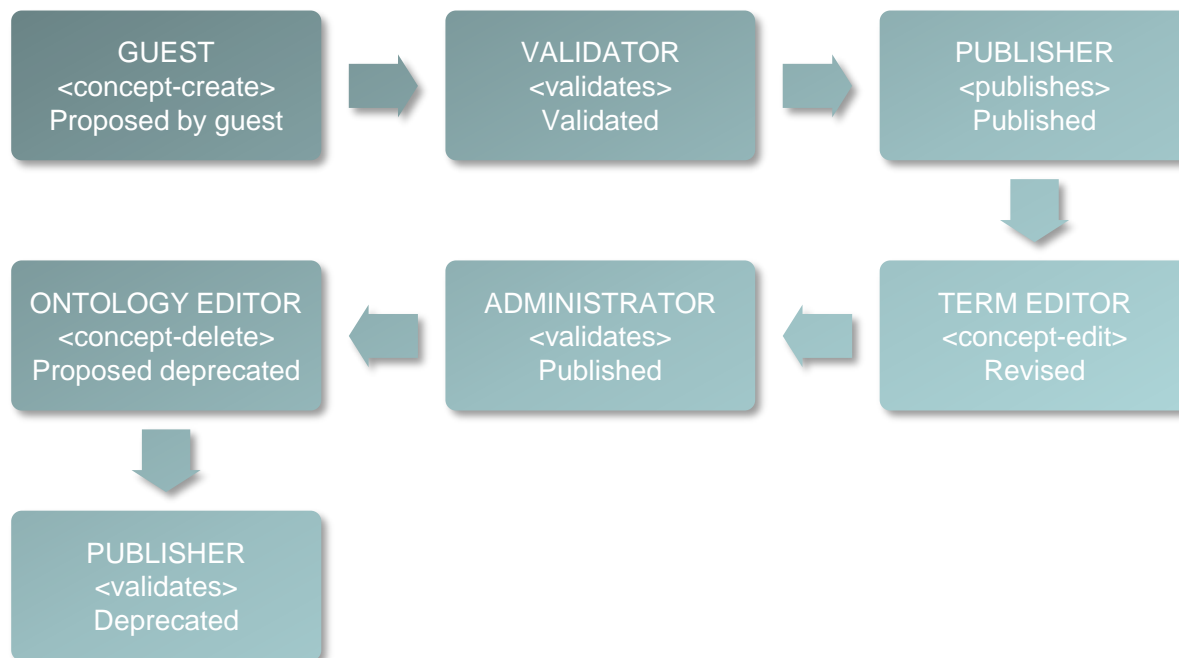 GUEST
<concept-create>
Proposed by guest
VALIDATOR
<validates>
Validated
PUBLISHER
<publishes>
Published
TERM EDITOR
<concept-edit>
Revised
ADMINISTRATOR
<validates>
Published
ONTOLOGY EDITOR
<concept-delete>
Proposed deprecated
PUBLISHER
<validates>
Deprecated